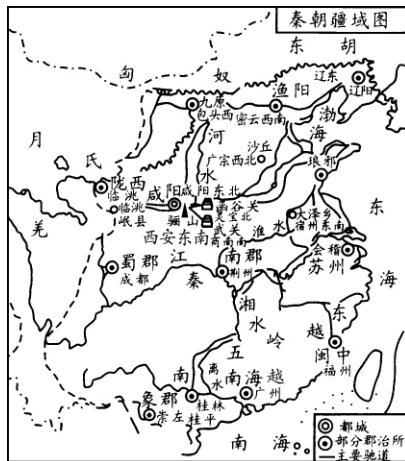 秦朝疆域图
东胡
匈奴
辽东
辽阳
渔阳
密云西南
九原
包头西
渤海
河水
沙丘
广宗西北
琅邪
月氏
羌
陇西
临洮
临洮
岷县
咸阳
咸阳东北
函谷关
灵宝北
骊山
西安东南
武关
商南南
大泽乡
宿州东南
淮水
东海
会稽
苏州
蜀郡
成都
江
秦
南郡
荆州
湘水
东越
五岭
闽中
福州
离水
南越
南海
广州
桂林
桂平
象郡
崇左
南海
都城
部分郡治所
主要驰道